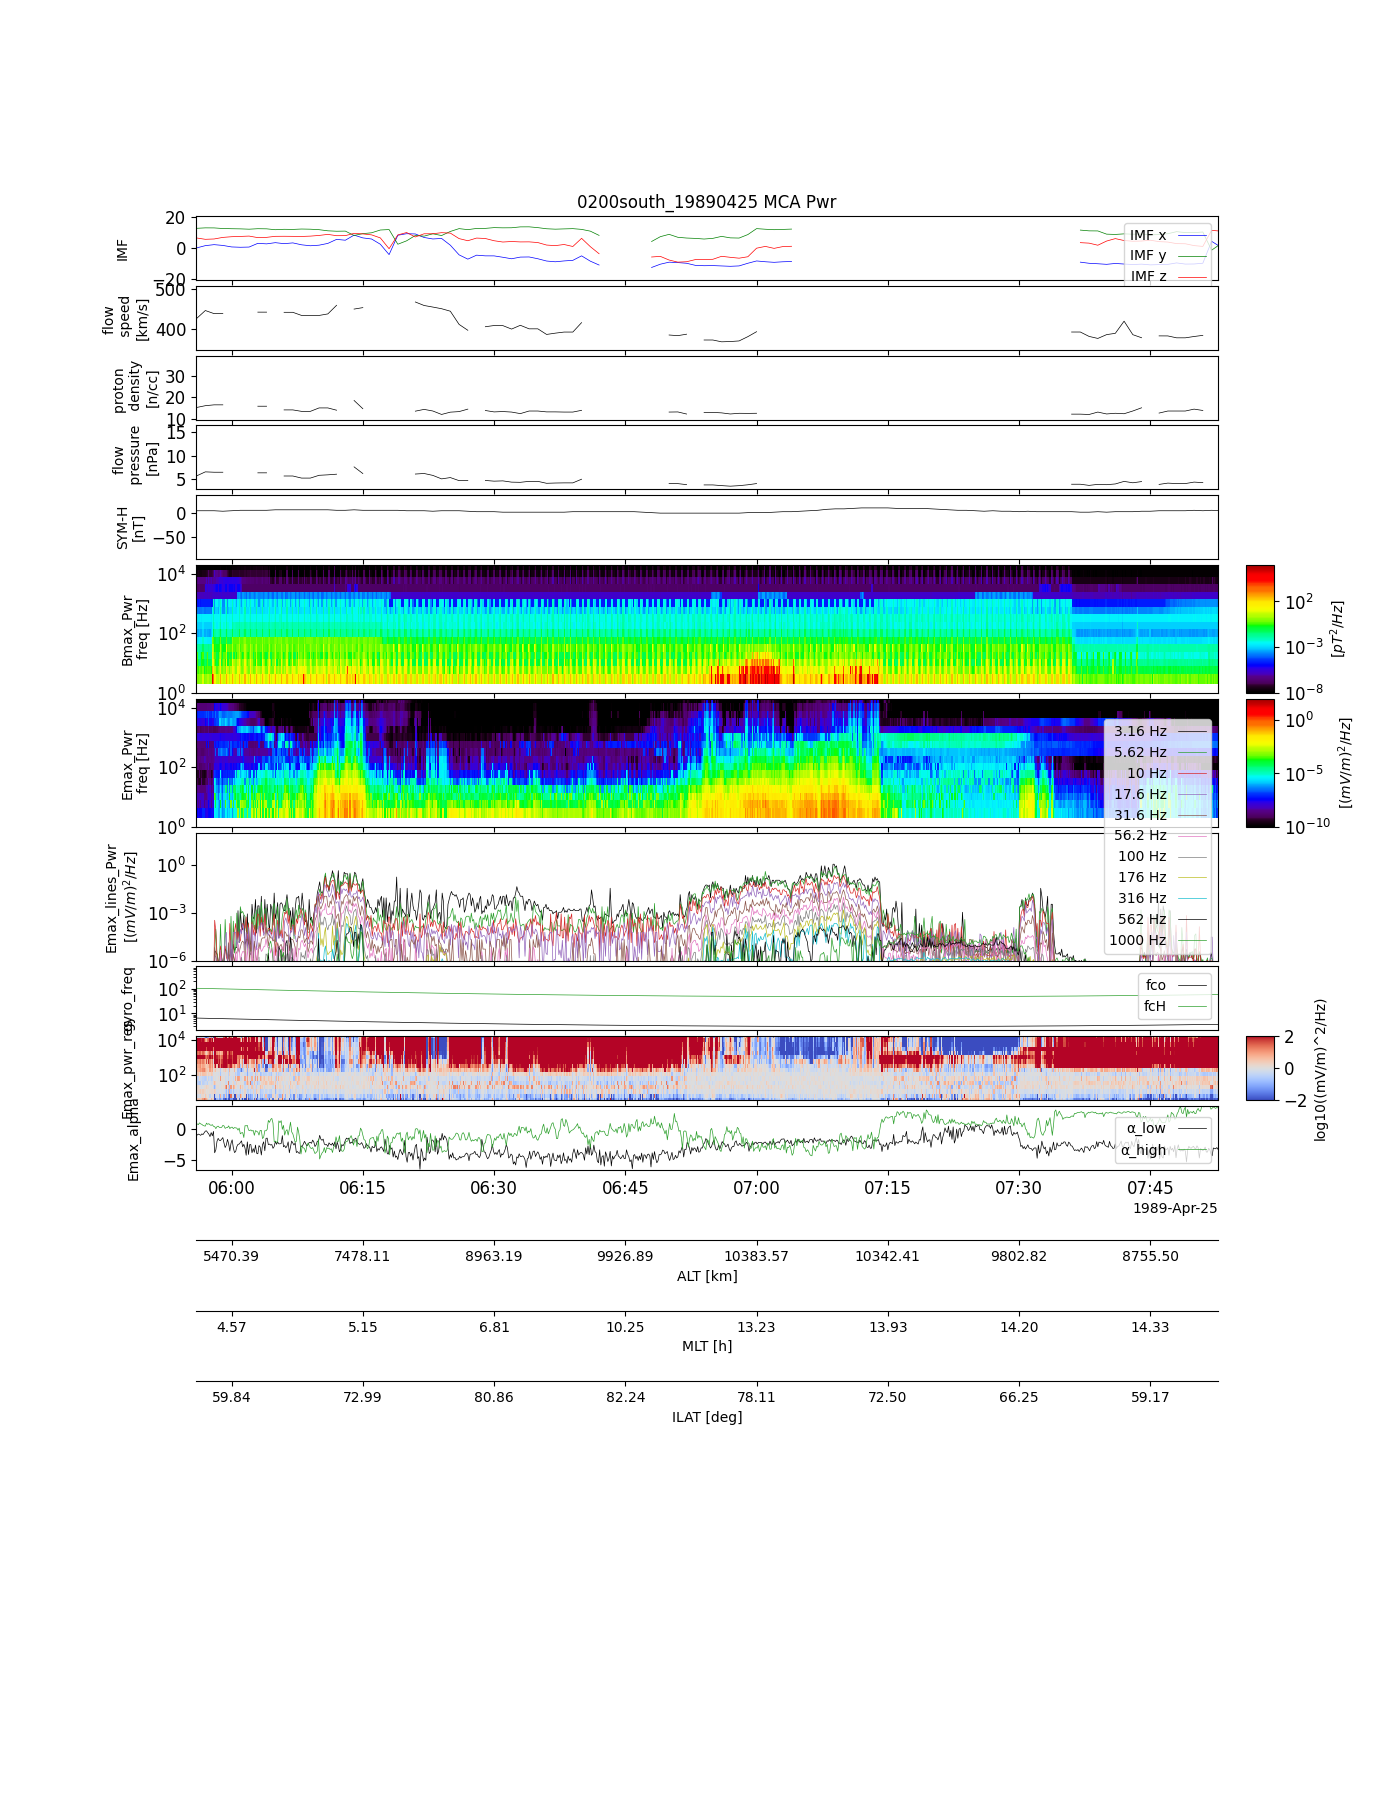 0200south_19890425 MCA Pwr
IMF
20
0
−20
IMF x
IMF y
IMF z
flow
speed
[km/s]
500
400
proton
density
[n/cc]
30
20
10
flow
pressure
[nPa]
15
10
5
SYM-H
[nT]
0
−50
Bmax_Pwr
freq [Hz]
10^4
10^2
10^0
10^2
10^−3
10^−8
[pT^2/Hz]
Emax_Pwr
freq [Hz]
10^4
10^2
10^0
10^0
10^−5
10^−10
[(mV/m)^2/Hz]
3.16 Hz
5.62 Hz
10 Hz
17.6 Hz
31.6 Hz
56.2 Hz
100 Hz
176 Hz
316 Hz
562 Hz
1000 Hz
Emax_lines_Pwr
[(mV/m)^2/Hz]
10^0
10^−3
10^−6
gyro_freq
10^2
10^1
fco
fcH
Emax_pwr_reg
10^4
10^2
2
0
−2
log10((mV/m)^2/Hz)
Emax_alpha
0
−5
α_low
α_high
06:00 06:15 06:30 06:45 07:00 07:15 07:30 07:45
1989-Apr-25
5470.39 7478.11 8963.19 9926.89 10383.57 10342.41 9802.82 8755.50
ALT [km]
4.57 5.15 6.81 10.25 13.23 13.93 14.20 14.33
MLT [h]
59.84 72.99 80.86 82.24 78.11 72.50 66.25 59.17
ILAT [deg]